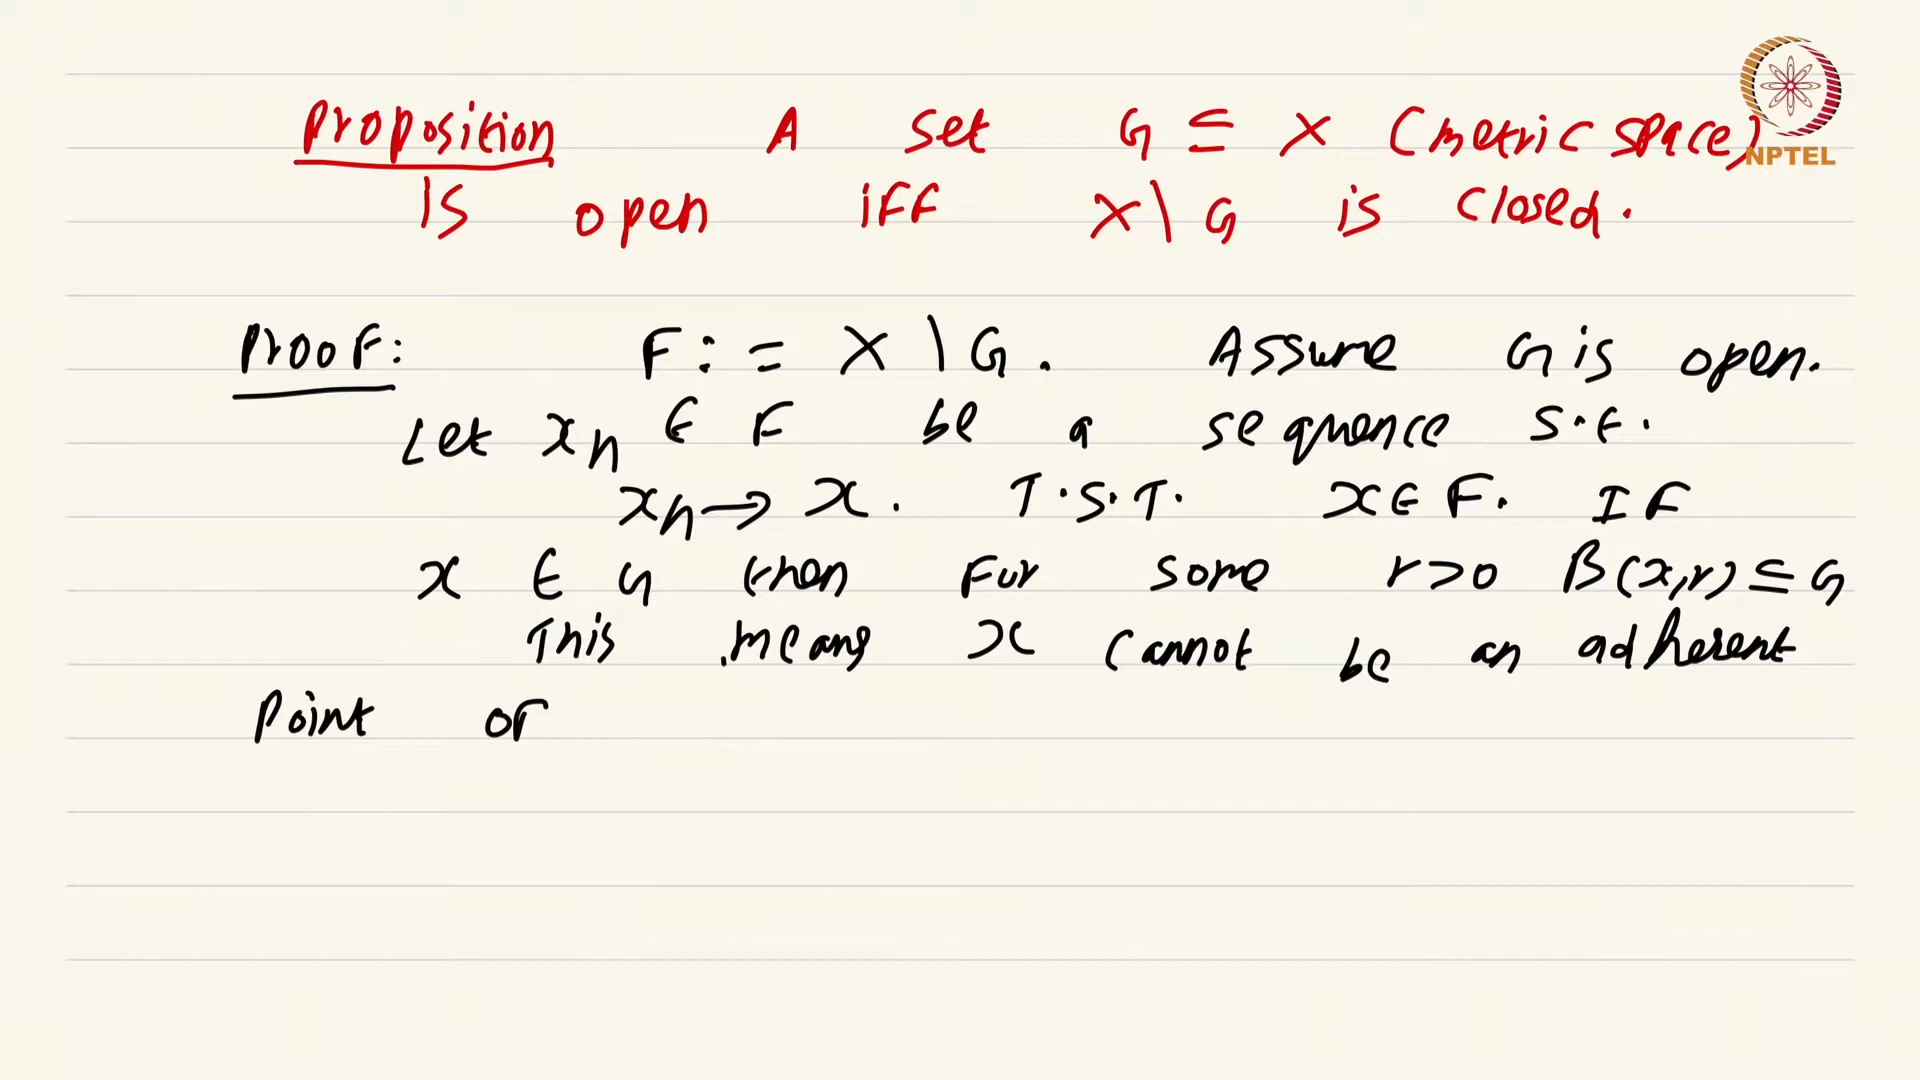 Proposition A set G ⊆ X (metric space)
NPTEL
is open iff X \ G is closed.
Proof: F := X \ G. Assume G is open.
Let xn ∈ F be a sequence s.t.
xn → x. T.S.T. x ∈ F. If
x ∈ G then for some r>0 B(x,r) ⊆ G
This means x cannot be an adherent
point of